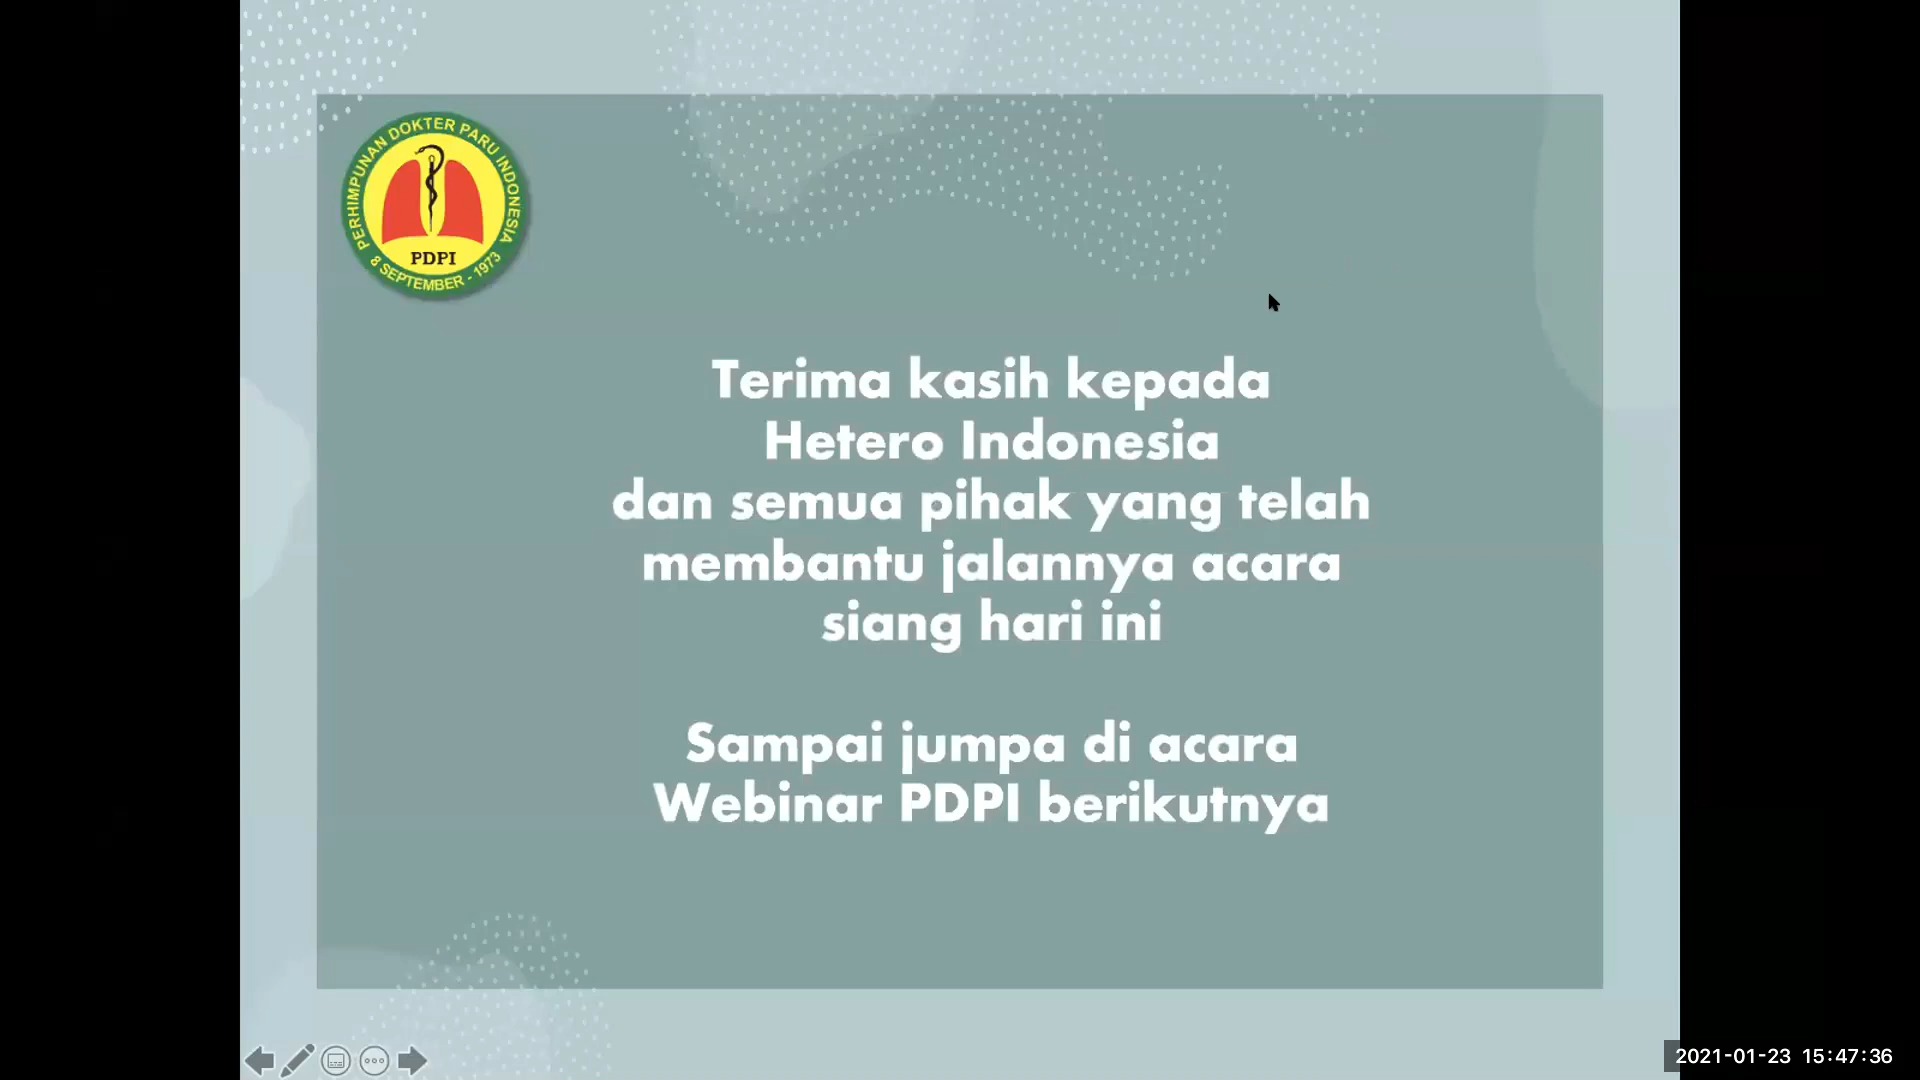 PERHIMPUNAN DOKTER PARU INDONESIA
PDPI
8 SEPTEMBER - 1973
Terima kasih kepada
Hetero Indonesia
dan semua pihak yang telah
membantu jalannya acara
siang hari ini
Sampai jumpa di acara
Webinar PDPI berikutnya
2021-01-23 15:47:36